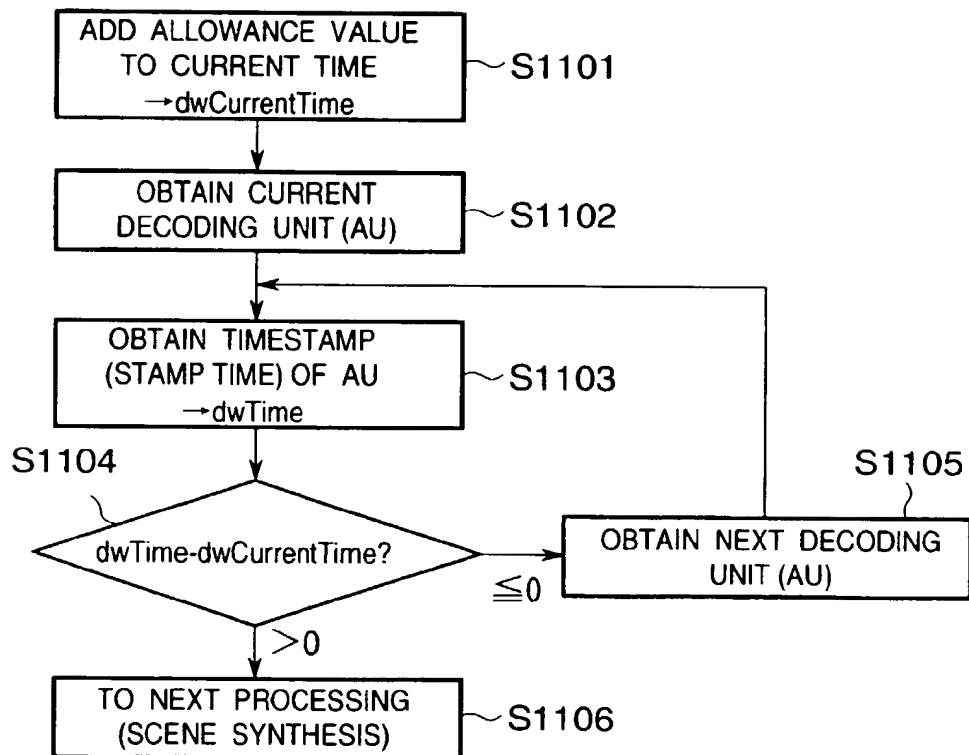 ADD ALLOWANCE VALUE
TO CURRENT TIME
→dwCurrentTime
S1101
OBTAIN CURRENT
DECODING UNIT (AU)
S1102
OBTAIN TIMESTAMP
(STAMP TIME) OF AU
→dwTime
S1103
S1104
dwTime-dwCurrentTime?
≦0
>0
S1105
OBTAIN NEXT DECODING
UNIT (AU)
TO NEXT PROCESSING
(SCENE SYNTHESIS)
S1106